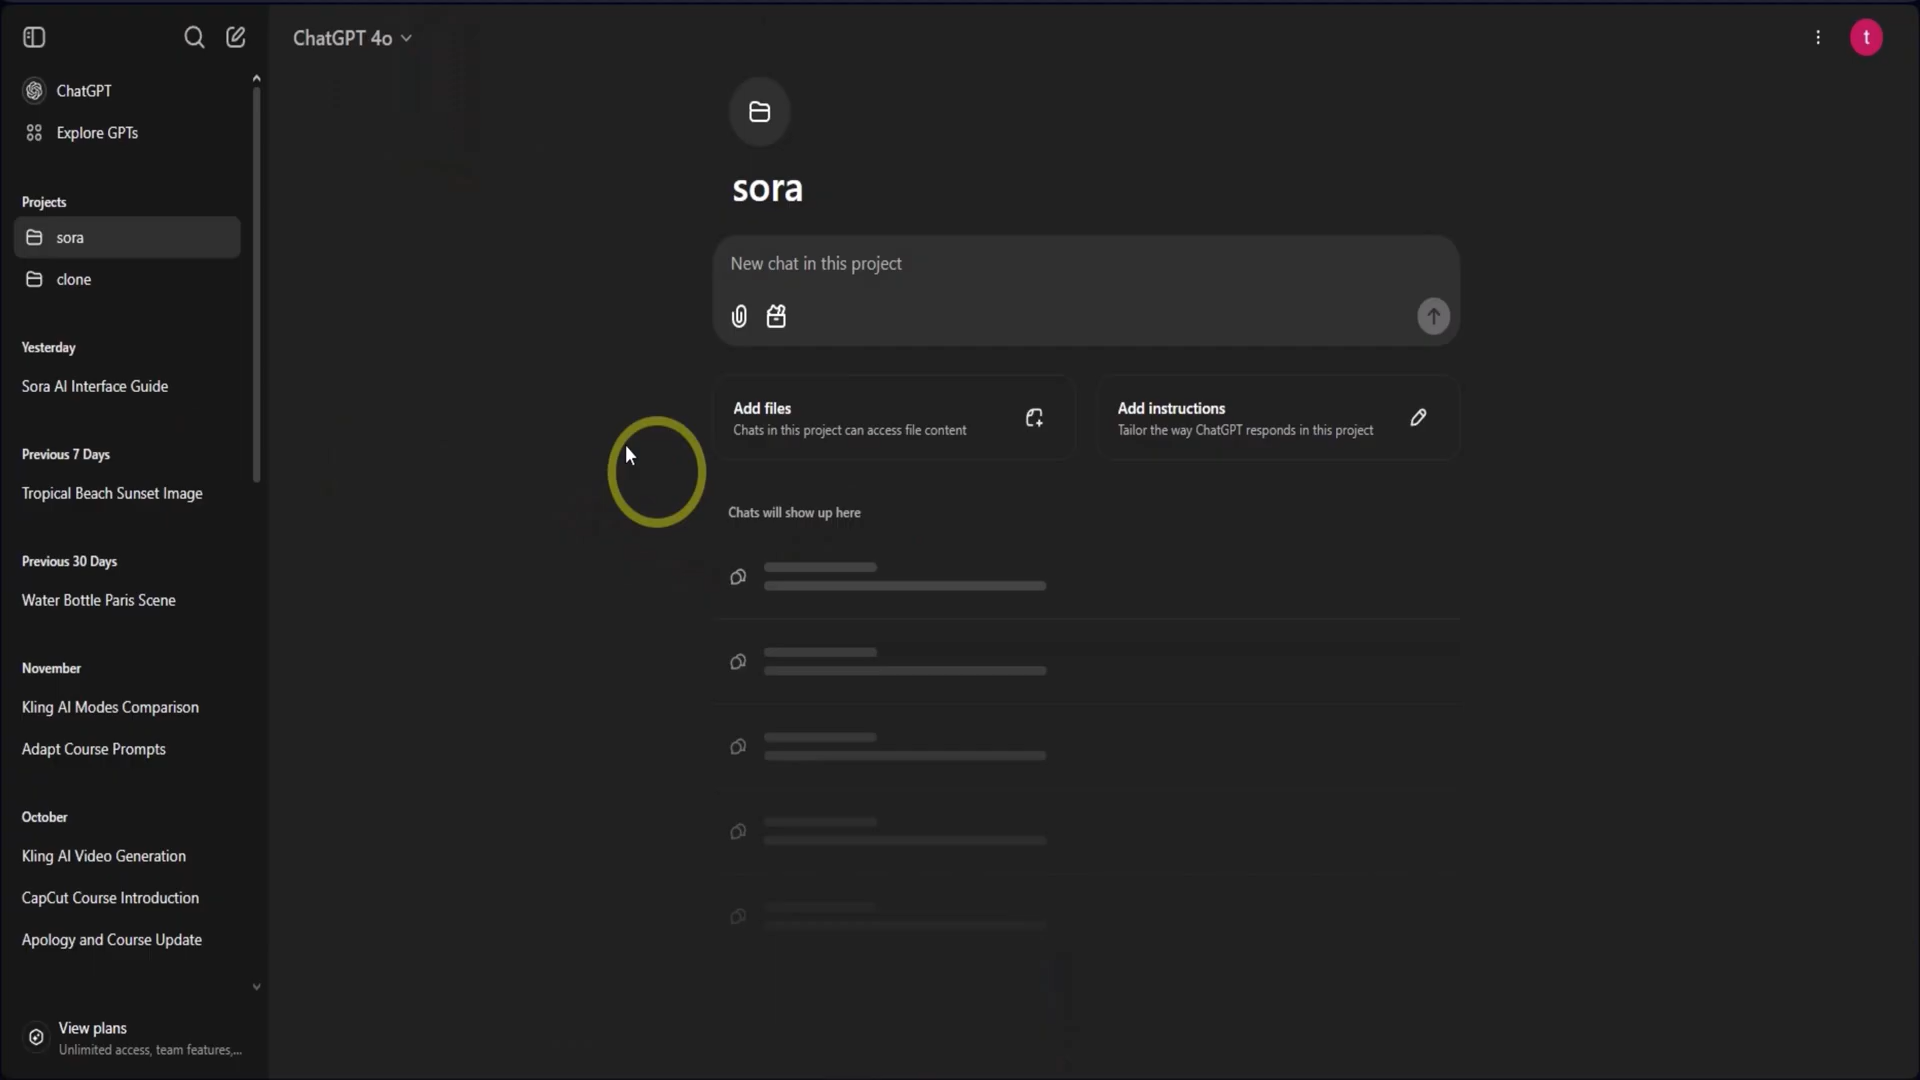 ChatGPT 4o
t
ChatGPT
Explore GPTs
Projects
sora
clone
Yesterday
Sora AI Interface Guide
Previous 7 Days
Tropical Beach Sunset Image
Previous 30 Days
Water Bottle Paris Scene
November
Kling AI Modes Comparison
Adapt Course Prompts
October
Kling AI Video Generation
CapCut Course Introduction
Apology and Course Update
View plans
Unlimited access, team features,...
sora
New chat in this project
Add files
Chats in this project can access file content
Add instructions
Tailor the way ChatGPT responds in this project
Chats will show up here